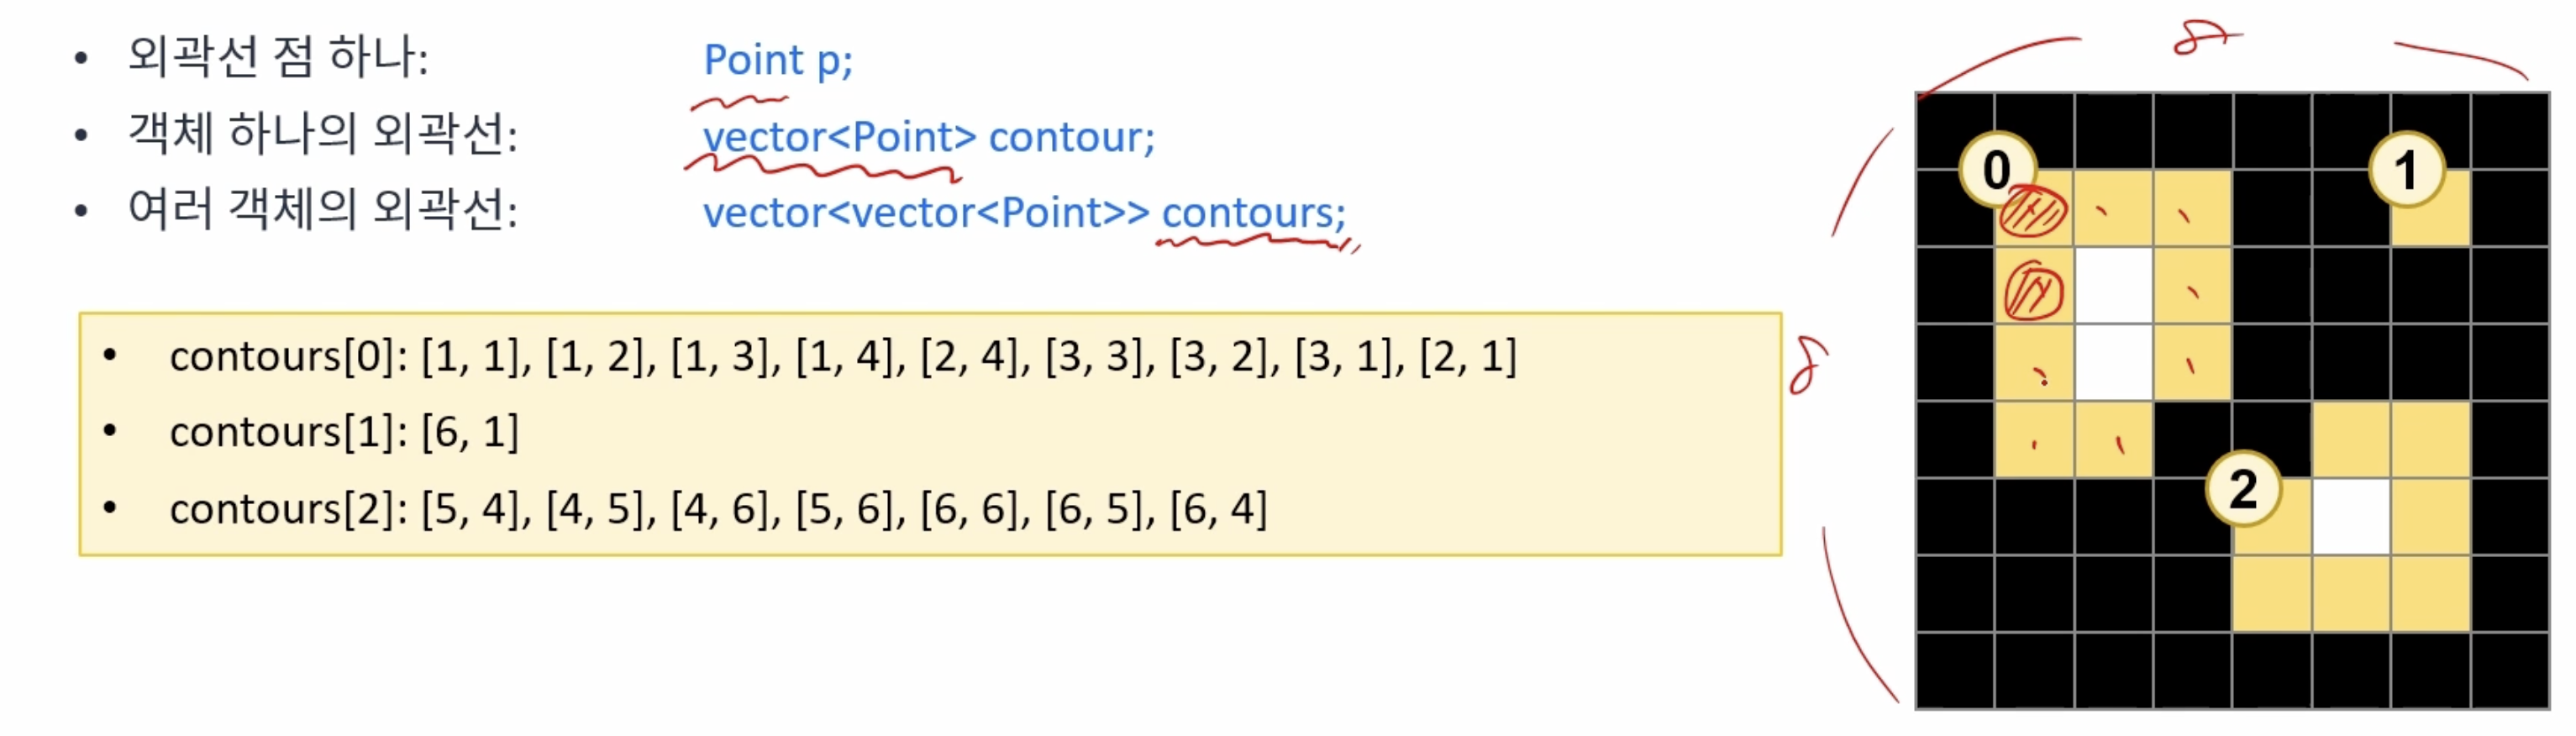 • 외곽선 점 하나: Point p;
• 객체 하나의 외곽선: vector<Point> contour;
• 여러 객체의 외곽선: vector<vector<Point>> contours;
• contours[0]: [1, 1], [1, 2], [1, 3], [1, 4], [2, 4], [3, 3], [3, 2], [3, 1], [2, 1]
• contours[1]: [6, 1]
• contours[2]: [5, 4], [4, 5], [4, 6], [5, 6], [6, 6], [6, 5], [6, 4]
8
8
0
1
2